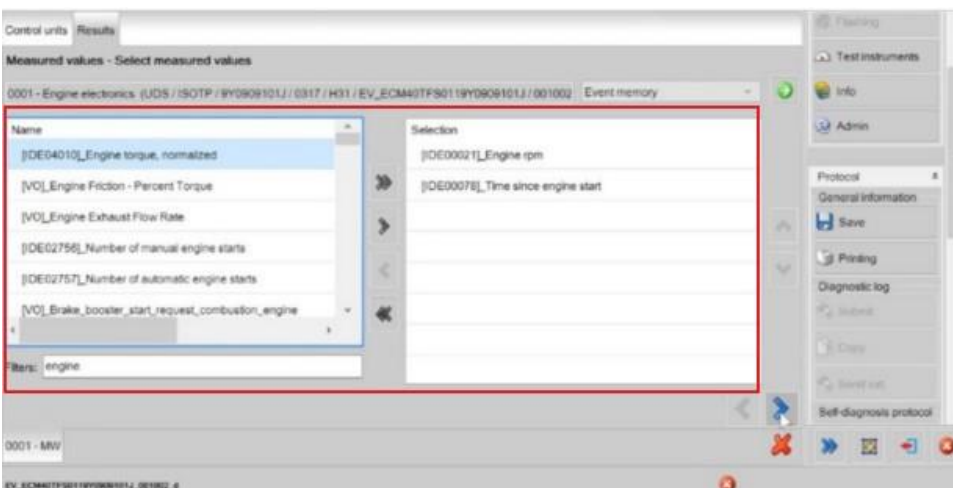 Control units Results
Flashing
Measured values - Select measured values
Test instruments
0001 - Engine electronics (UDS / ISOTP / 9Y0909101J / 0317 / H31 / EV_ECM40TFS0119Y0909101J / 001002 Event memory
Info
Admin
Name
Selection
[IDE04010]_Engine torque, normalized
[IDE00021]_Engine rpm
[VO]_Engine Friction - Percent Torque
[IDE00078]_Time since engine start
[VO]_Engine Exhaust Flow Rate
[IDE02756]_Number of manual engine starts
[IDE02757]_Number of automatic engine starts
[VO]_Brake_booster_start_request_combustion_engine
Filters: engine
Protocol
General information
Save
Printing
Diagnostic log
Submit
Copy
Self-diagnosis protocol
0001 - MW
EV_ECM40TFS0119Y0909101J_001002_d